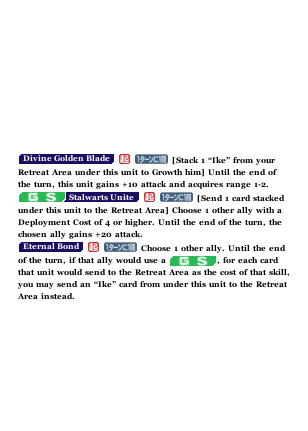 Divine Golden Blade 起 1ターンに1回 [Stack 1 “Ike” from your
Retreat Area under this unit to Growth him] Until the end of
the turn, this unit gains +10 attack and acquires range 1-2.
G S Stalwarts Unite 起 1ターンに1回 [Send 1 card stacked
under this unit to the Retreat Area] Choose 1 other ally with a
Deployment Cost of 4 or higher. Until the end of the turn, the
chosen ally gains +20 attack.
Eternal Bond 起 1ターンに1回 Choose 1 other ally. Until the end
of the turn, if that ally would use a G S, for each card
that unit would send to the Retreat Area as the cost of that skill,
you may send an “Ike” card from under this unit to the Retreat
Area instead.